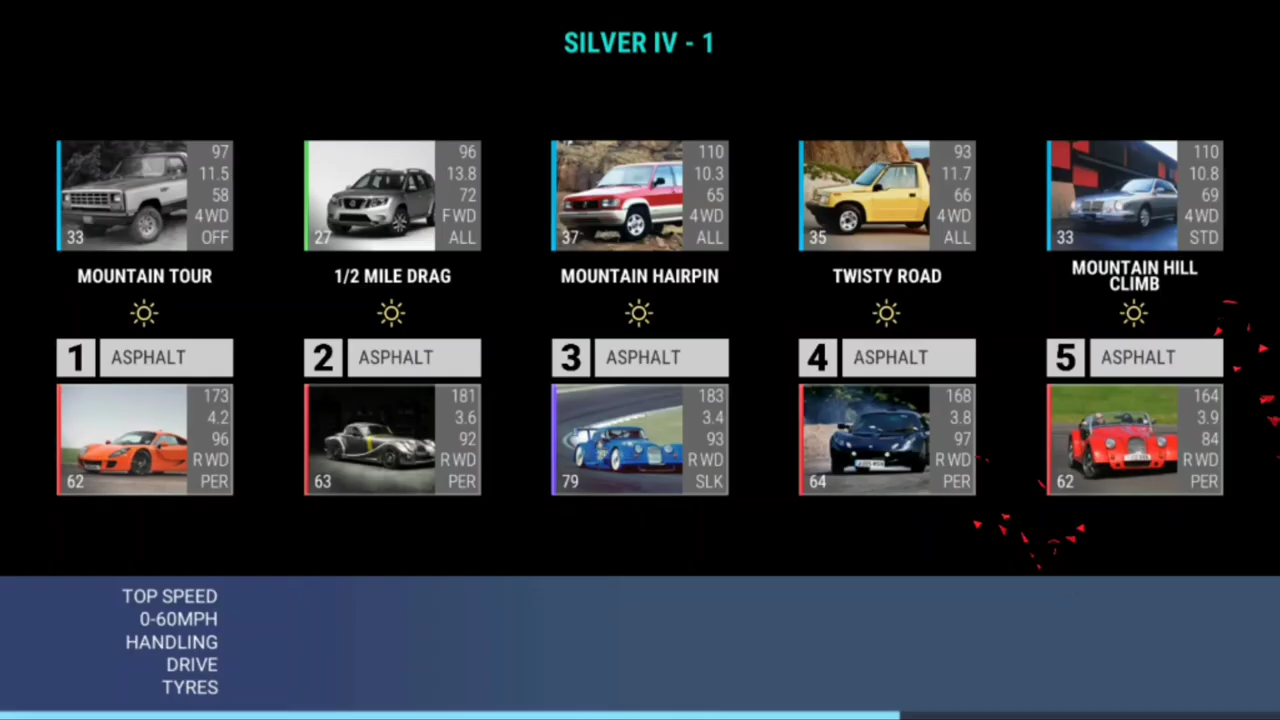 SILVER IV - 1
97
11.5
58
4WD
OFF
33
96
13.8
72
FWD
ALL
27
110
10.3
65
4WD
ALL
37
93
11.7
66
4WD
ALL
35
110
10.8
69
4WD
STD
33
MOUNTAIN TOUR
1/2 MILE DRAG
MOUNTAIN HAIRPIN
TWISTY ROAD
MOUNTAIN HILL
CLIMB
1 ASPHALT
2 ASPHALT
3 ASPHALT
4 ASPHALT
5 ASPHALT
173
4.2
96
RWD
PER
62
181
3.6
92
RWD
PER
63
183
3.4
93
RWD
SLK
79
168
3.8
97
RWD
PER
64
164
3.9
84
RWD
PER
62
TOP SPEED
0-60MPH
HANDLING
DRIVE
TYRES